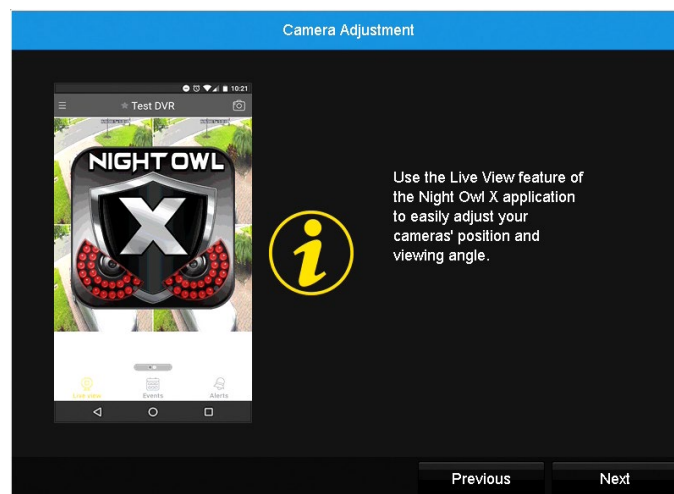 Camera Adjustment
10:21
Test DVR
NIGHT OWL
X
Use the Live View feature of
the Night Owl X application
to easily adjust your
cameras' position and
viewing angle.
Live view Events Alerts
Previous Next